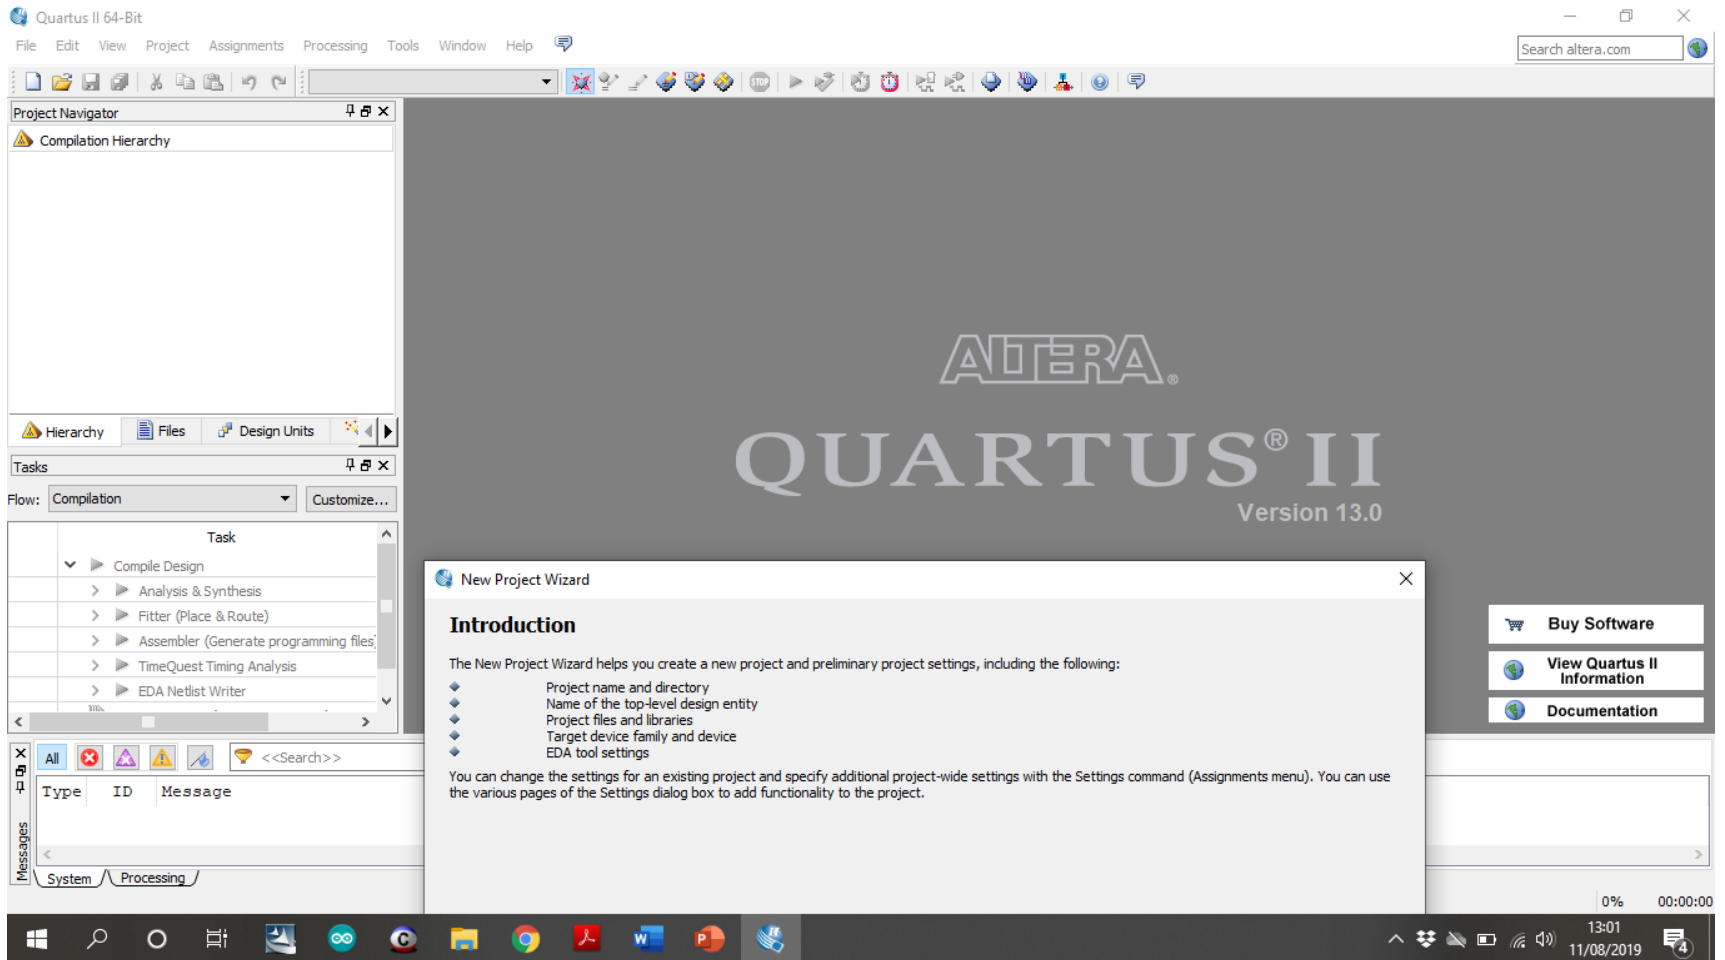 Quartus II 64-Bit
File Edit View Project Assignments Processing Tools Window Help
Search altera.com
STOP
Project Navigator
Compilation Hierarchy
Hierarchy Files Design Units
Tasks
Flow: Compilation Customize...
Task
Compile Design
Analysis & Synthesis
Fitter (Place & Route)
Assembler (Generate programming files)
TimeQuest Timing Analysis
EDA Netlist Writer
ALTERA®
QUARTUS® II
Version 13.0
New Project Wizard
Introduction
The New Project Wizard helps you create a new project and preliminary project settings, including the following:
Project name and directory
Name of the top-level design entity
Project files and libraries
Target device family and device
EDA tool settings
You can change the settings for an existing project and specify additional project-wide settings with the Settings command (Assignments menu). You can use
the various pages of the Settings dialog box to add functionality to the project.
Buy Software
View Quartus II
Information
Documentation
All <<Search>>
Type ID Message
Messages
System Processing
0% 00:00:00
13:01
11/08/2019
4